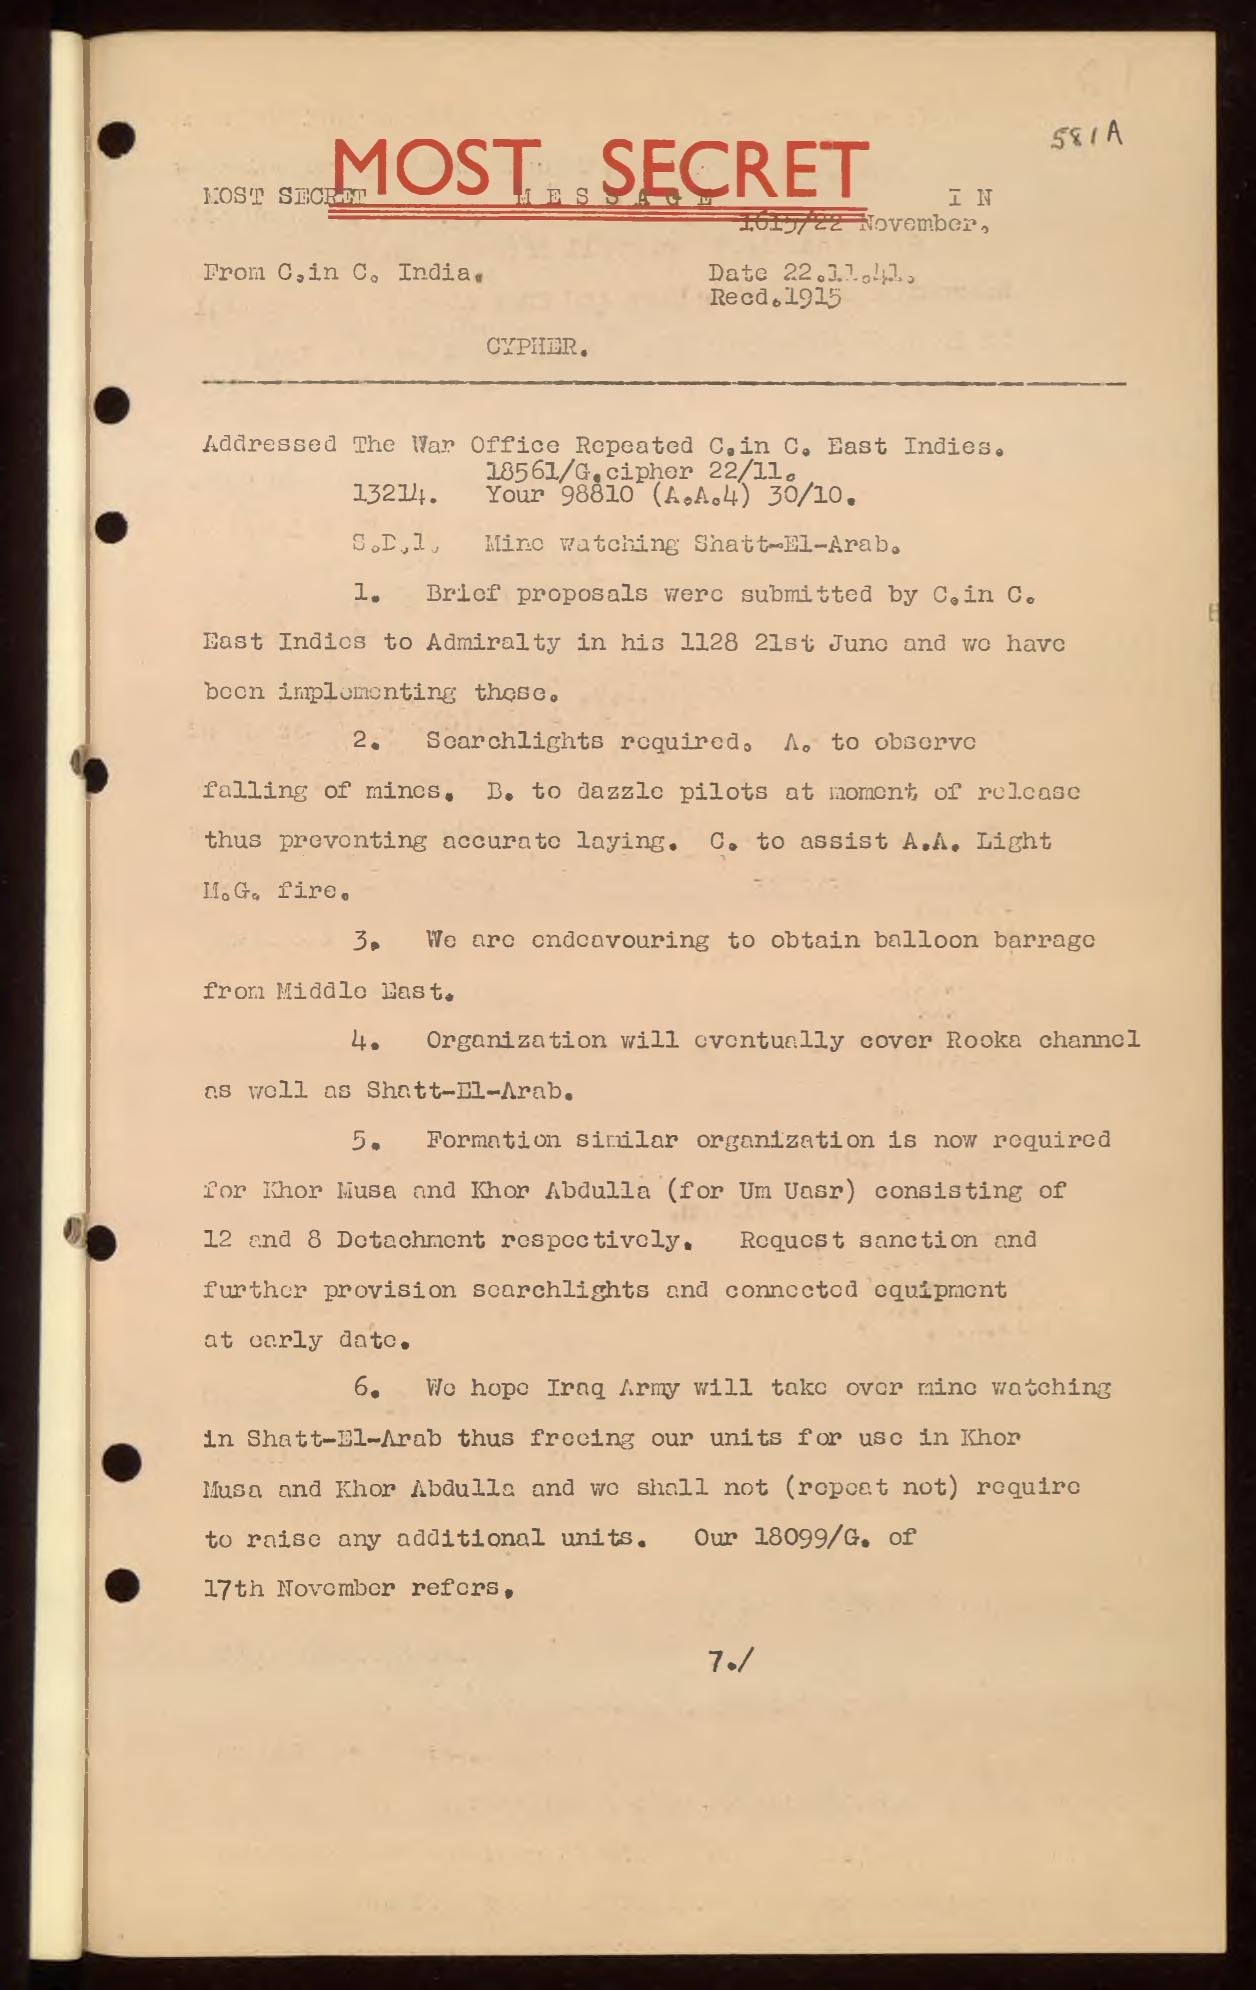 581A
MOST SECRET
MOST SECRET MESSAGE IN
1615/22 November.
From C.in C. India. Date 22.11.41.
Recd.1915
CYPHER.
Addressed The War Office Repeated C.in C. East Indies.
18561/G.cipher 22/11.
13214. Your 98810 (A.A.4) 30/10.
S.D.1. Mine watching Shatt-El-Arab.
1. Brief proposals were submitted by C.in C.
East Indies to Admiralty in his 1128 21st June and we have
been implementing these.
2. Searchlights required. A. to observe
falling of mines. B. to dazzle pilots at moment of release
thus preventing accurate laying. C. to assist A.A. Light
M.G. fire.
3. We are endeavouring to obtain balloon barrage
from Middle East.
4. Organization will eventually cover Rooka channel
as well as Shatt-El-Arab.
5. Formation similar organization is now required
for Khor Musa and Khor Abdulla (for Um Uasr) consisting of
12 and 8 Detachment respectively. Request sanction and
further provision searchlights and connected equipment
at early date.
6. We hope Iraq Army will take over mine watching
in Shatt-El-Arab thus freeing our units for use in Khor
Musa and Khor Abdulla and we shall not (repeat not) require
to raise any additional units. Our 18099/G. of
17th November refers.
7./